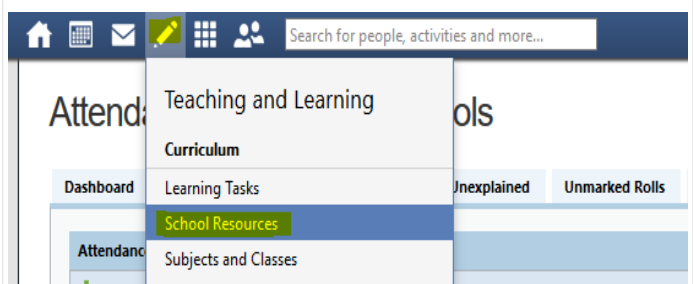 Search for people, activities and more...
Attend ols
Teaching and Learning
Curriculum
Dashboard Learning Tasks Unexplained Unmarked Rolls
School Resources
Attendanc
Subjects and Classes